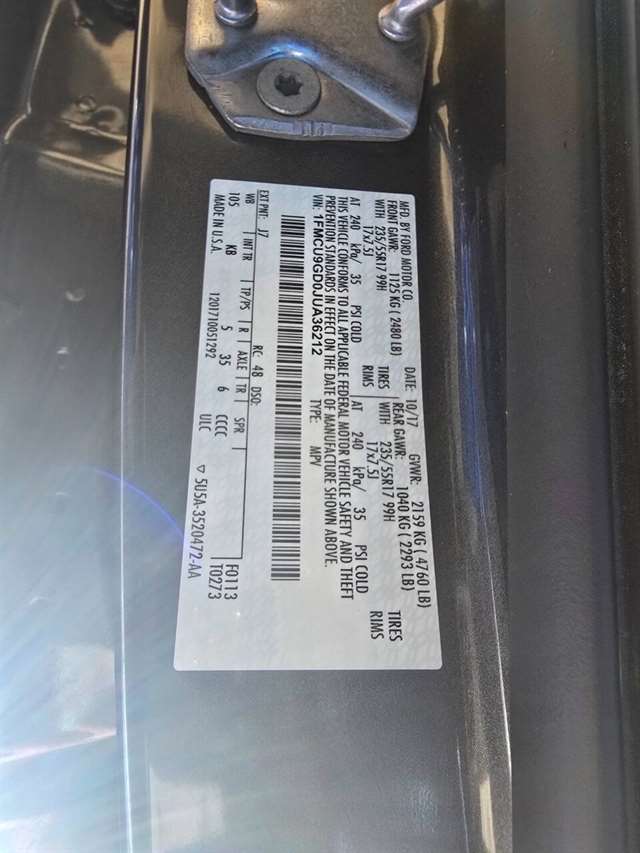 MFD. BY FORD MOTOR CO.
DATE: 10/17 GVWR: 2159 KG ( 4760 LB)
FRONT GAWR: 1125 KG ( 2480 LB) REAR GAWR: 1040 KG ( 2293 LB)
WITH 235/55R17 99H TIRES WITH 235/55R17 99H TIRES
17x7.5J RIMS 17x7.5J RIMS
AT 240 kPa/ 35 PSI COLD AT 240 kPa/ 35 PSI COLD
THIS VEHICLE CONFORMS TO ALL APPLICABLE FEDERAL MOTOR VEHICLE SAFETY AND THEFT
PREVENTION STANDARDS IN EFFECT ON THE DATE OF MANUFACTURE SHOWN ABOVE.
VIN: 1FMCU9GD0JUA36212 TYPE: MPV
EXT PNT: J7 RC: 48 DSO: F0113
T0273
WB INT TR TP/PS R AXLE TR SPR
105 KB 5 35 6 CCCC
MADE IN U.S.A. 1201710051292 ULC 5U5A-3520472-AA